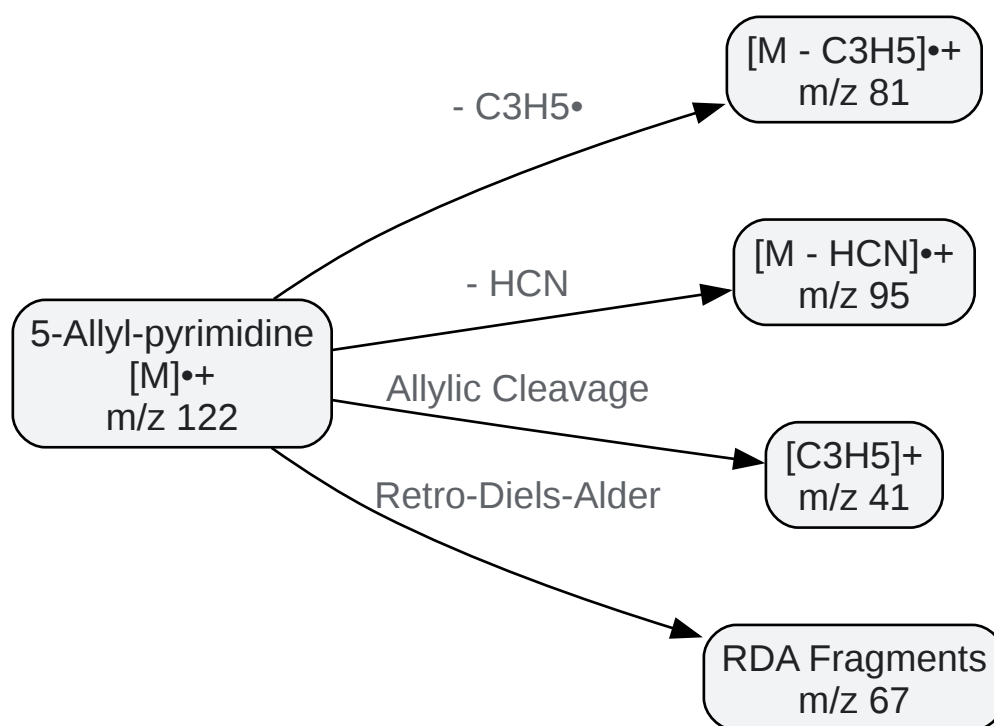 [M - C3H5]•+
m/z 81
- C3H5•
[M - HCN]•+
m/z 95
- HCN
5-Allyl-pyrimidine
[M]•+
m/z 122
Allylic Cleavage
[C3H5]+
m/z 41
Retro-Diels-Alder
RDA Fragments
m/z 67